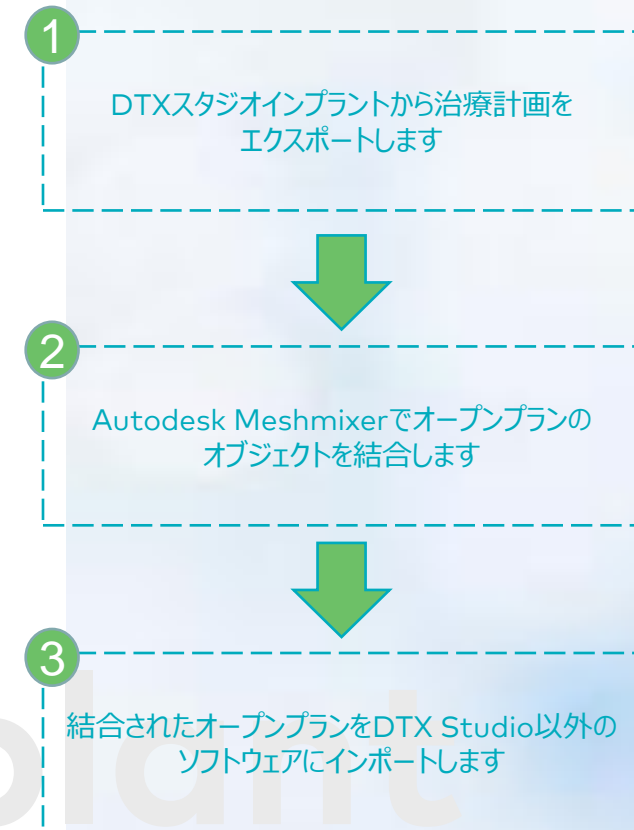 1
DTXスタジオインプラントから治療計画を
エクスポートします
2
Autodesk Meshmixerでオープンプランの
オブジェクトを結合します
3
結合されたオープンプランをDTX Studio以外の
ソフトウェアにインポートします
plant